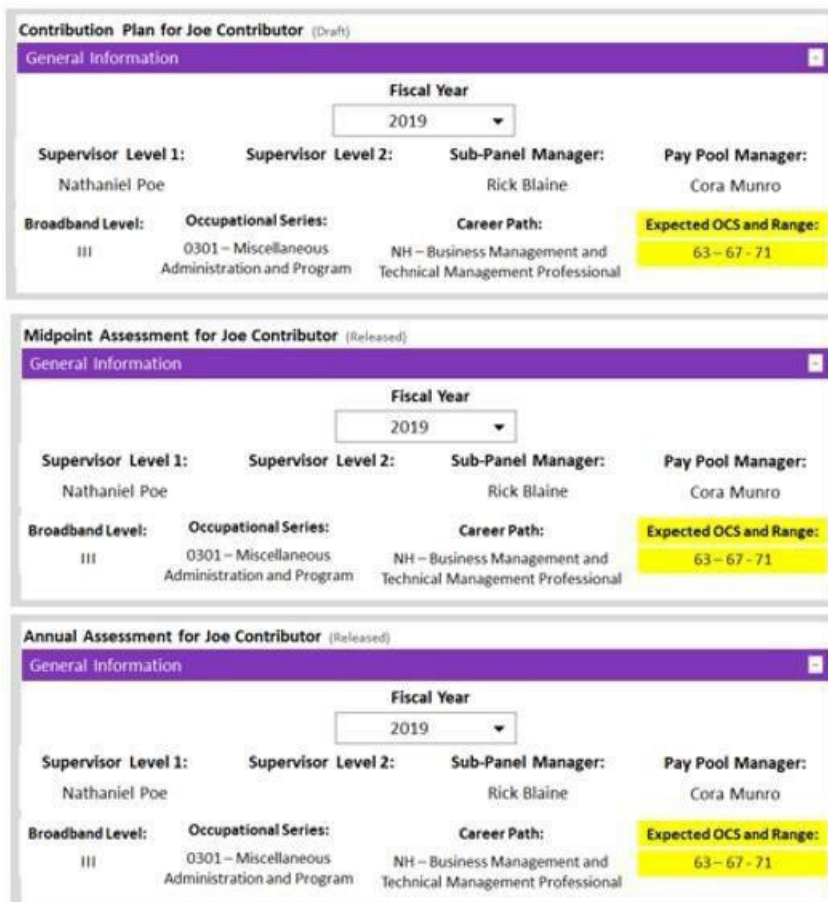 Contribution Plan for Joe Contributor (Draft)
General Information
Fiscal Year
2019
Supervisor Level 1: Supervisor Level 2: Sub-Panel Manager: Pay Pool Manager:
Nathaniel Poe Rick Blaine Cora Munro
Broadband Level: Occupational Series: Career Path: Expected OCS and Range:
III 0301 – Miscellaneous NH – Business Management and 63 – 67 - 71
Administration and Program Technical Management Professional
Midpoint Assessment for Joe Contributor (Released)
General Information
Fiscal Year
2019
Supervisor Level 1: Supervisor Level 2: Sub-Panel Manager: Pay Pool Manager:
Nathaniel Poe Rick Blaine Cora Munro
Broadband Level: Occupational Series: Career Path: Expected OCS and Range:
III 0301 – Miscellaneous NH – Business Management and 63 – 67 - 71
Administration and Program Technical Management Professional
Annual Assessment for Joe Contributor (Released)
General Information
Fiscal Year
2019
Supervisor Level 1: Supervisor Level 2: Sub-Panel Manager: Pay Pool Manager:
Nathaniel Poe Rick Blaine Cora Munro
Broadband Level: Occupational Series: Career Path: Expected OCS and Range:
III 0301 – Miscellaneous NH – Business Management and 63 – 67 - 71
Administration and Program Technical Management Professional